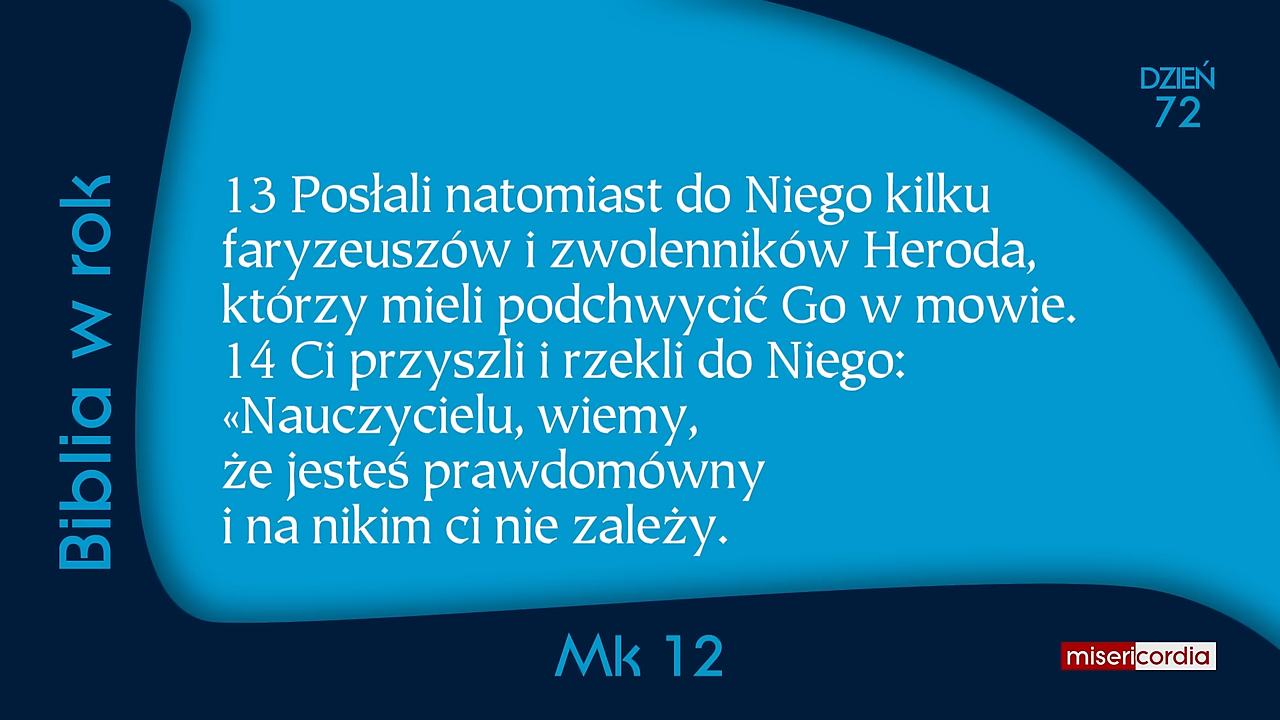 DZIEŃ
72
Biblia w rok
13 Posłali natomiast do Niego kilku
faryzeuszów i zwolenników Heroda,
którzy mieli podchwycić Go w mowie.
14 Ci przyszli i rzekli do Niego:
«Nauczycielu, wiemy,
że jesteś prawdomówny
i na nikim ci nie zależy.
Mk 12
misericordia